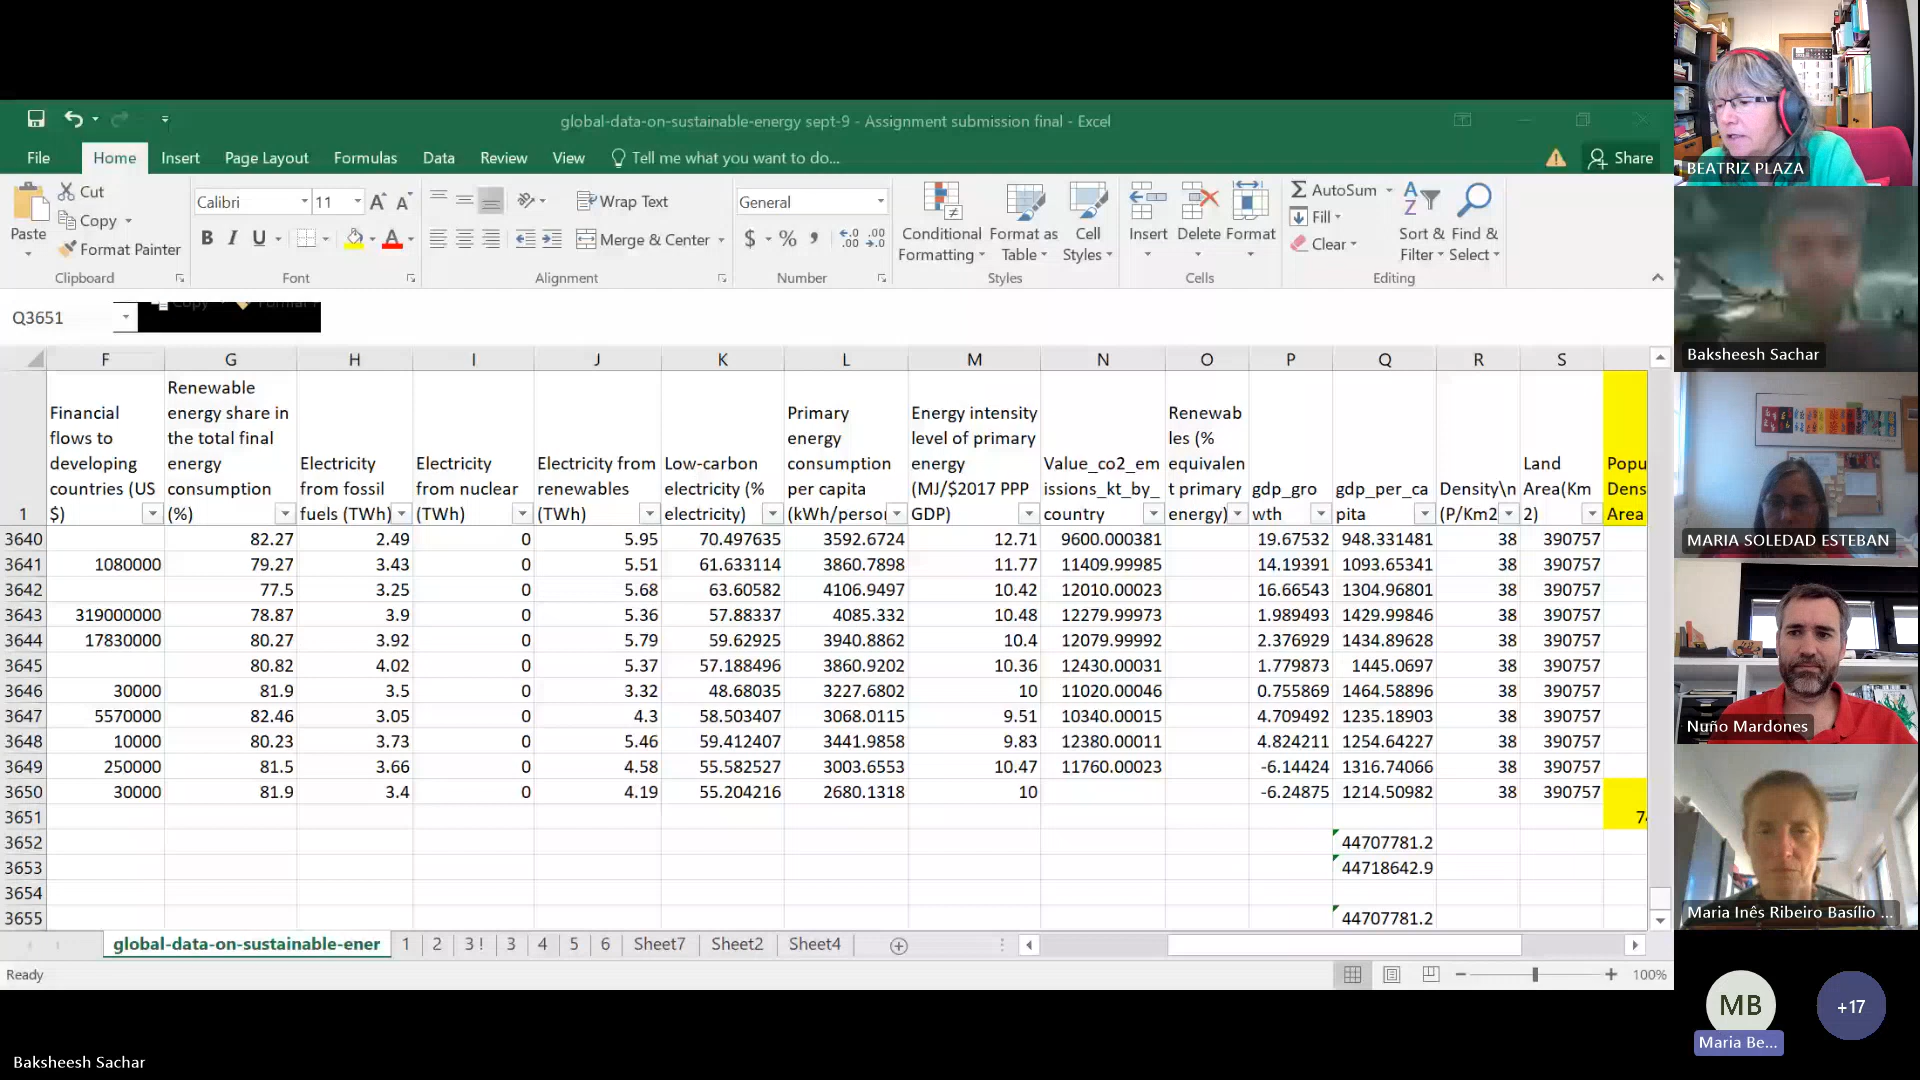 global-data-on-sustainable-energy sept-9 - Assignment submission final - Excel
File Home Insert Page Layout Formulas Data Review View Tell me what you want to do... Share
Paste Cut
Copy
Format Painter
Calibri 11
B I U
Wrap Text
Merge & Center
General
$ % ,
Conditional Formatting
Format as Table
Cell Styles
Insert Delete Format
AutoSum
Fill
Clear
Sort & Filter
Find & Select
Clipboard Font Alignment Number Styles Cells Editing
Q3651
F G H I J K L M N O P Q R S
1
Financial flows to developing countries (US $)
Renewable energy share in the total final energy consumption (%)
Electricity from fossil fuels (TWh)
Electricity from nuclear (TWh)
Electricity from renewables (TWh)
Low-carbon electricity (% electricity)
Primary energy consumption per capita (kWh/person
Energy intensity level of primary energy (MJ/$2017 PPP GDP)
Value_co2_emissions_kt_by_country
Renewables (% equivalent primary energy)
gdp_growth
gdp_per_capita
Density\n(P/Km2
Land Area(Km2)
Popu
Dens
Area
3640 82.27 2.49 0 5.95 70.497635 3592.6724 12.71 9600.000381 19.67532 948.331481 38 390757
3641 1080000 79.27 3.43 0 5.51 61.633114 3860.7898 11.77 11409.99985 14.19391 1093.65341 38 390757
3642 77.5 3.25 0 5.68 63.60582 4106.9497 10.42 12010.00023 16.66543 1304.96801 38 390757
3643 319000000 78.87 3.9 0 5.36 57.88337 4085.332 10.48 12279.99973 1.989493 1429.99846 38 390757
3644 17830000 80.27 3.92 0 5.79 59.62925 3940.8862 10.4 12079.99992 2.376929 1434.89628 38 390757
3645 80.82 4.02 0 5.37 57.188496 3860.9202 10.36 12430.00031 1.779873 1445.0697 38 390757
3646 30000 81.9 3.5 0 3.32 48.68035 3227.6802 10 11020.00046 0.755869 1464.58896 38 390757
3647 5570000 82.46 3.05 0 4.3 58.503407 3068.0115 9.51 10340.00015 4.709492 1235.18903 38 390757
3648 10000 80.23 3.73 0 5.46 59.412407 3441.9858 9.83 12380.00011 4.824211 1254.64227 38 390757
3649 250000 81.5 3.66 0 4.58 55.582527 3003.6553 10.47 11760.00023 -6.14424 1316.74066 38 390757
3650 30000 81.9 3.4 0 4.19 55.204216 2680.1318 10 -6.24875 1214.50982 38 390757
3651
3652 44707781.2
3653 44718642.9
3654
3655 44707781.2
global-data-on-sustainable-ener 1 2 3! 3 4 5 6 Sheet7 Sheet2 Sheet4
Ready
100%
Baksheesh Sachar
BEATRIZ PLAZA
Baksheesh Sachar
MARIA SOLEDAD ESTEBAN
Nuño Mardones
Maria Inês Ribeiro Basílio ...
MB
Maria Be...
+17